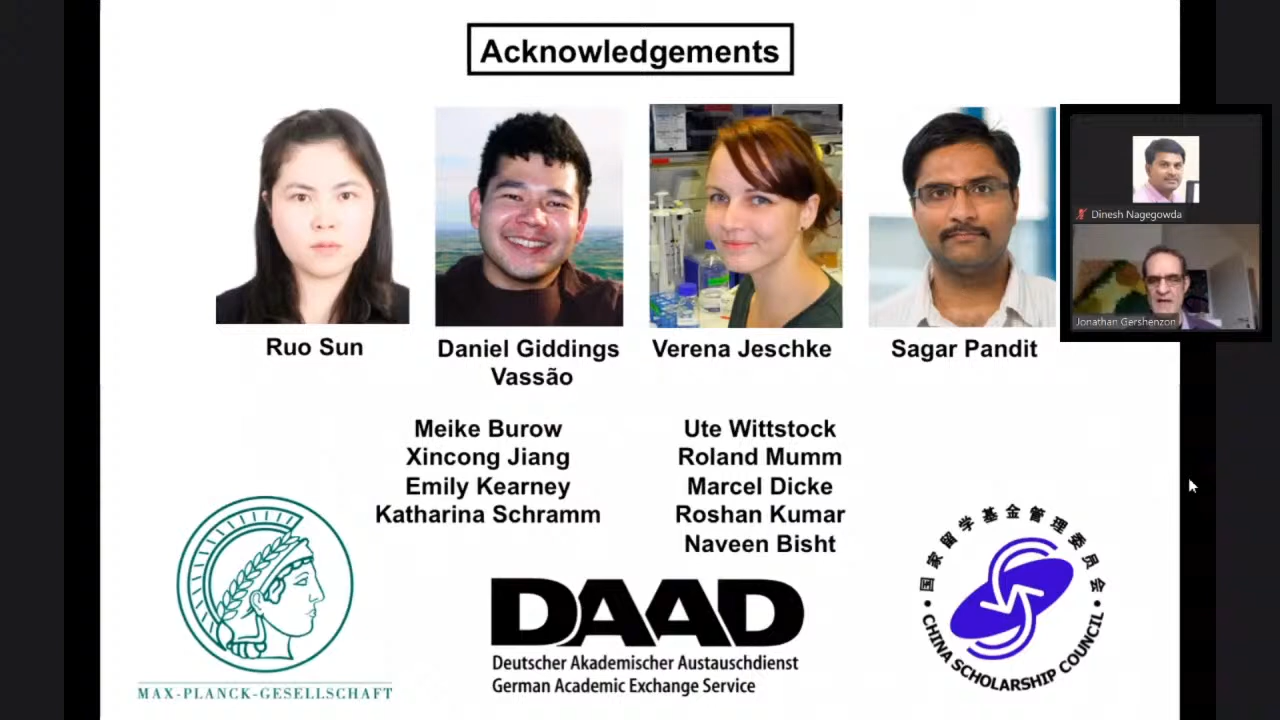 Acknowledgements
Dinesh Nagegowda
Jonathan Gershenzon
Ruo Sun
Daniel Giddings
Vassão
Verena Jeschke
Sagar Pandit
Meike Burow
Xincong Jiang
Emily Kearney
Katharina Schramm
Ute Wittstock
Roland Mumm
Marcel Dicke
Roshan Kumar
Naveen Bisht
MAX-PLANCK-GESELLSCHAFT
DAAD
Deutscher Akademischer Austauschdienst
German Academic Exchange Service
国家留学基金管理委员会
• CHINA SCHOLARSHIP COUNCIL •